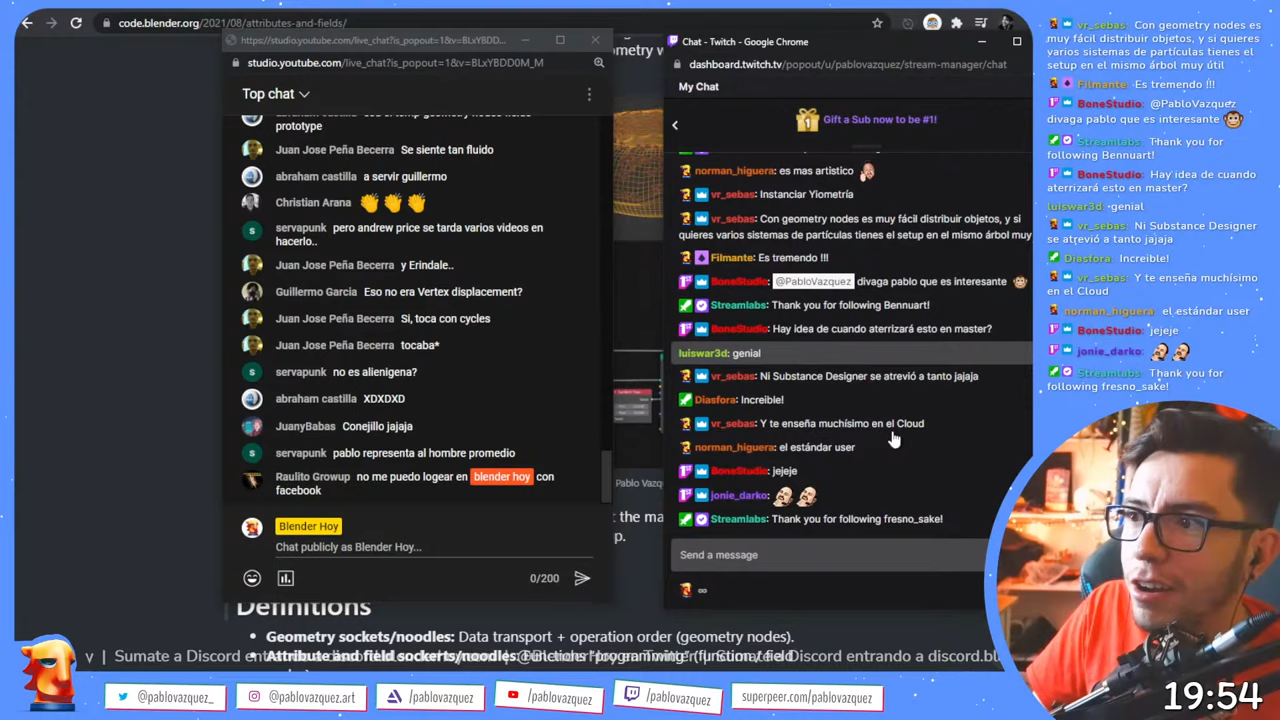 code.blender.org/2021/08/attributes-and-fields/
https://studio.youtube.com/live_chat?is_popout=1&v=BLxYBDD...
studio.youtube.com/live_chat?is_popout=1&v=BLxYBDD0M_M
Top chat
prototype
Juan Jose Peña Becerra Se siente tan fluido
abraham castilla a servir guillermo
Christian Arana 👏👏👏
servapunk pero andrew price se tarda varios videos en
hacerlo..
Juan Jose Peña Becerra y Erindale..
Guillermo Garcia Eso no era Vertex displacement?
Juan Jose Peña Becerra Si, toca con cycles
Juan Jose Peña Becerra tocaba*
servapunk no es alienigena?
abraham castilla XDXDXD
JuanyBabas Conejillo jajaja
servapunk pablo representa al hombre promedio
Raulito Growup no me puedo logear en blender hoy con
facebook
Blender Hoy
Chat publicly as Blender Hoy...
0/200
Chat - Twitch - Google Chrome
dashboard.twitch.tv/popout/u/pablovazquez/stream-manager/chat
My Chat
Gift a Sub now to be #1!
norman_higuera: es mas artistico
vr_sebas: Instanciar Yiometría
vr_sebas: Con geometry nodes es muy fácil distribuir objetos, y si
quieres varios sistemas de partículas tienes el setup en el mismo árbol muy
Filmante: Es tremendo !!!
BoneStudio: @PabloVazquez divaga pablo que es interesante
Streamlabs: Thank you for following Bennuart!
BoneStudio: Hay idea de cuando aterrizará esto en master?
luiswar3d: genial
vr_sebas: Ni Substance Designer se atrevió a tanto jajaja
Diasfora: Increible!
vr_sebas: Y te enseña muchísimo en el Cloud
norman_higuera: el estándar user
BoneStudio: jejeje
jonie_darko:
Streamlabs: Thank you for following fresno_sake!
Send a message
vr_sebas: Con geometry nodes es
muy fácil distribuir objetos, y si quieres
varios sistemas de partículas tienes el
setup en el mismo árbol muy útil
Filmante: Es tremendo !!!
BoneStudio: @PabloVazquez
divaga pablo que es interesante
Streamlabs: Thank you for
following Bennuart!
BoneStudio: Hay idea de cuando
aterrizará esto en master?
luiswar3d: genial
vr_sebas: Ni Substance Designer
se atrevió a tanto jajaja
Diasfora: Increible!
vr_sebas: Y te enseña muchísimo
en el Cloud
norman_higuera: el estándar user
BoneStudio: jejeje
jonie_darko:
Streamlabs: Thank you for
following fresno_sake!
Pablo Vazq
the ma
Definitions
Geometry sockets/noodles: Data transport + operation order (geometry nodes).
Sumate a Discord
Discord entrando a discord.bl
@pablovazquez_
@pablovazquez.art
/pablovazquez
/pablovazquez
/pablovazquez
superpeer.com/pablovazquez
19:54